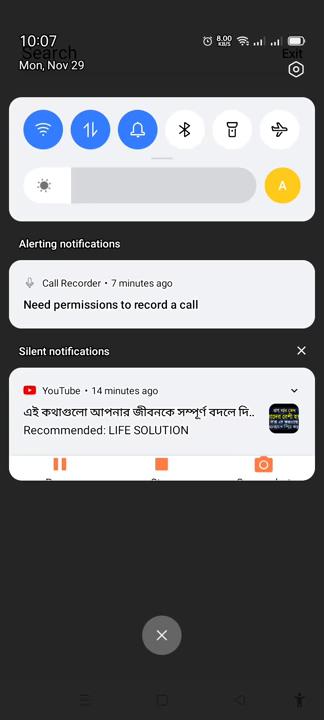 10:07
8.00
KB/S
Search
Exit
Mon, Nov 29
A
Alerting notifications
Call Recorder • 7 minutes ago
Need permissions to record a call
Silent notifications
YouTube • 14 minutes ago
এই কথাগুলো আপনার জীবনকে সম্পূর্ণ বদলে দি..
Recommended: LIFE SOLUTION